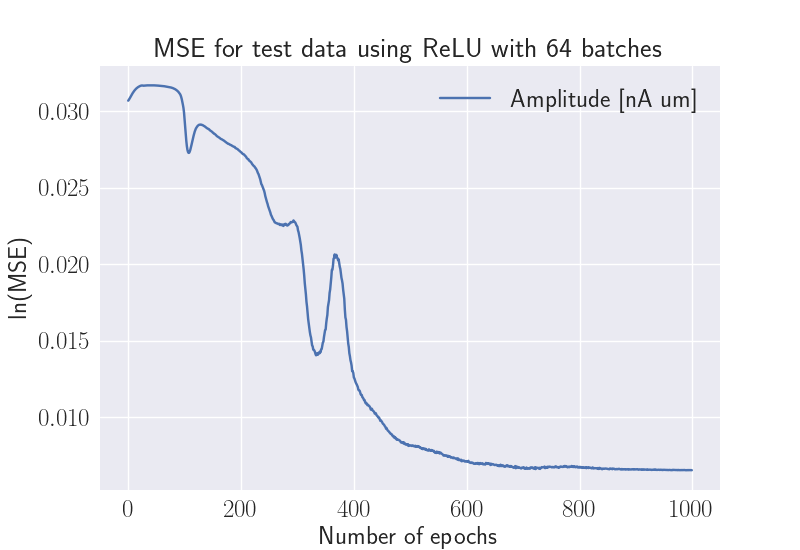 MSE for test data using ReLU with 64 batches
Amplitude [nA um]
0.030
0.025
0.020
0.015
0.010
ln(MSE)
0 200 400 600 800 1000
Number of epochs